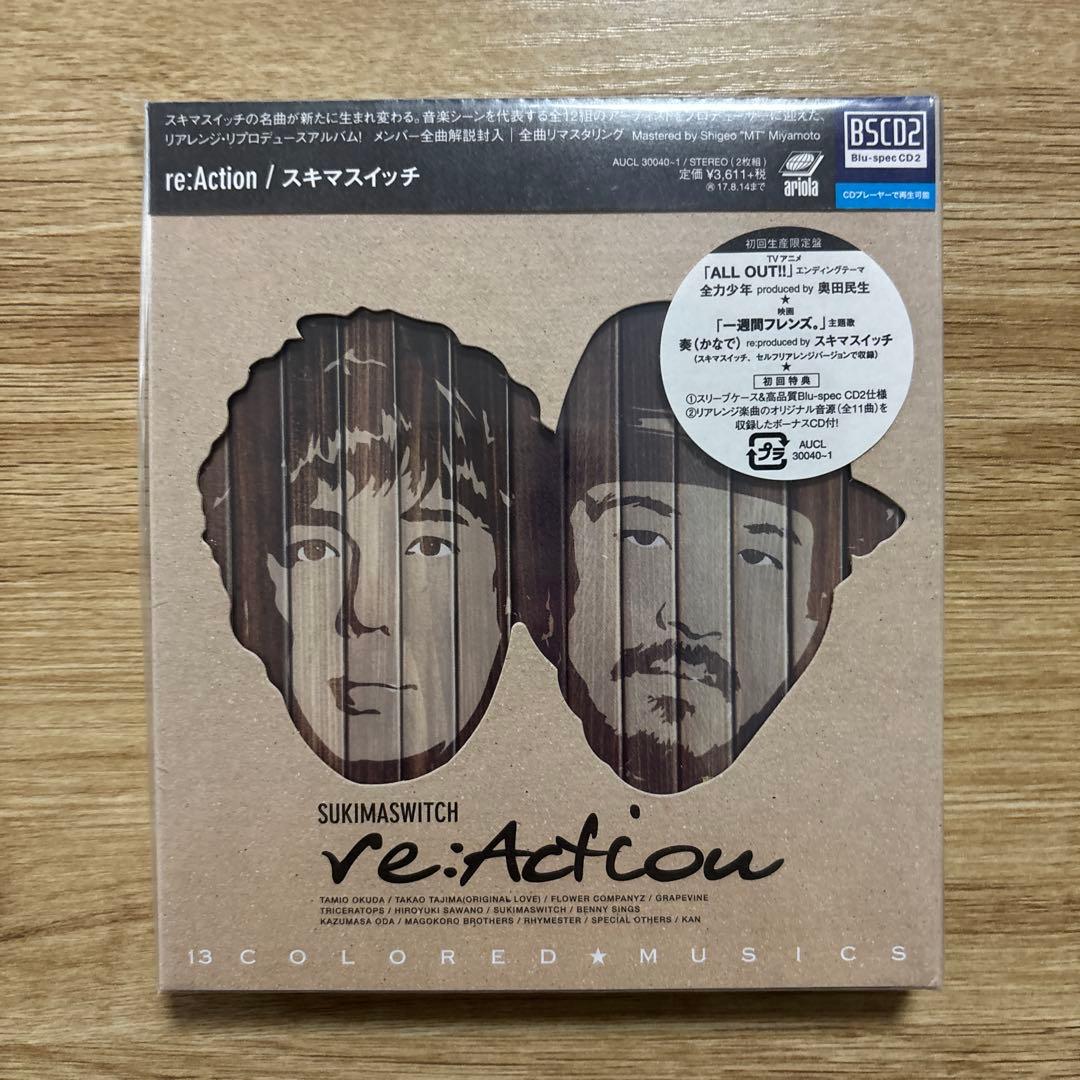 スキマスイッチの名曲が新たに生まれ変わる。音楽シーンを代表する全12組のアーティストをプロデューサーに迎えた、
リアレンジ・リプロデュースアルバム! メンバー全曲解説封入|全曲リマスタリング Mastered by Shigeo "MT" Miyamoto
re:Action / スキマスイッチ
AUCL 30040~1 / STEREO (2枚組)
定価 ¥3,611+税
Ⓡ 17.8.14まで
ariola
BSCD2
Blu-spec CD2
CDプレーヤーで再生可能
初回生産限定盤
TVアニメ
「ALL OUT!!」エンディングテーマ
全力少年 produced by 奥田民生
★
映画
「一週間フレンズ。」主題歌
奏(かなで) re:produced by スキマスイッチ
(スキマスイッチ、セルフリアレンジバージョンで収録)
★
初回特典
①スリーブケース&高品質Blu-spec CD2仕様
②リアレンジ楽曲のオリジナル音源(全11曲)を
収録したボーナスCD付!
プラ
AUCL
30040~1
SUKIMASWITCH
re:Action
TAMIO OKUDA / TAKAO TAJIMA(ORIGINAL LOVE) / FLOWER COMPANYZ / GRAPEVINE
TRICERATOPS / HIROYUKI SAWANO / SUKIMASWITCH / BENNY SINGS
KAZUMASA ODA / MAGOKORO BROTHERS / RHYMESTER / SPECIAL OTHERS / KAN
13 COLORED ★ MUSICS